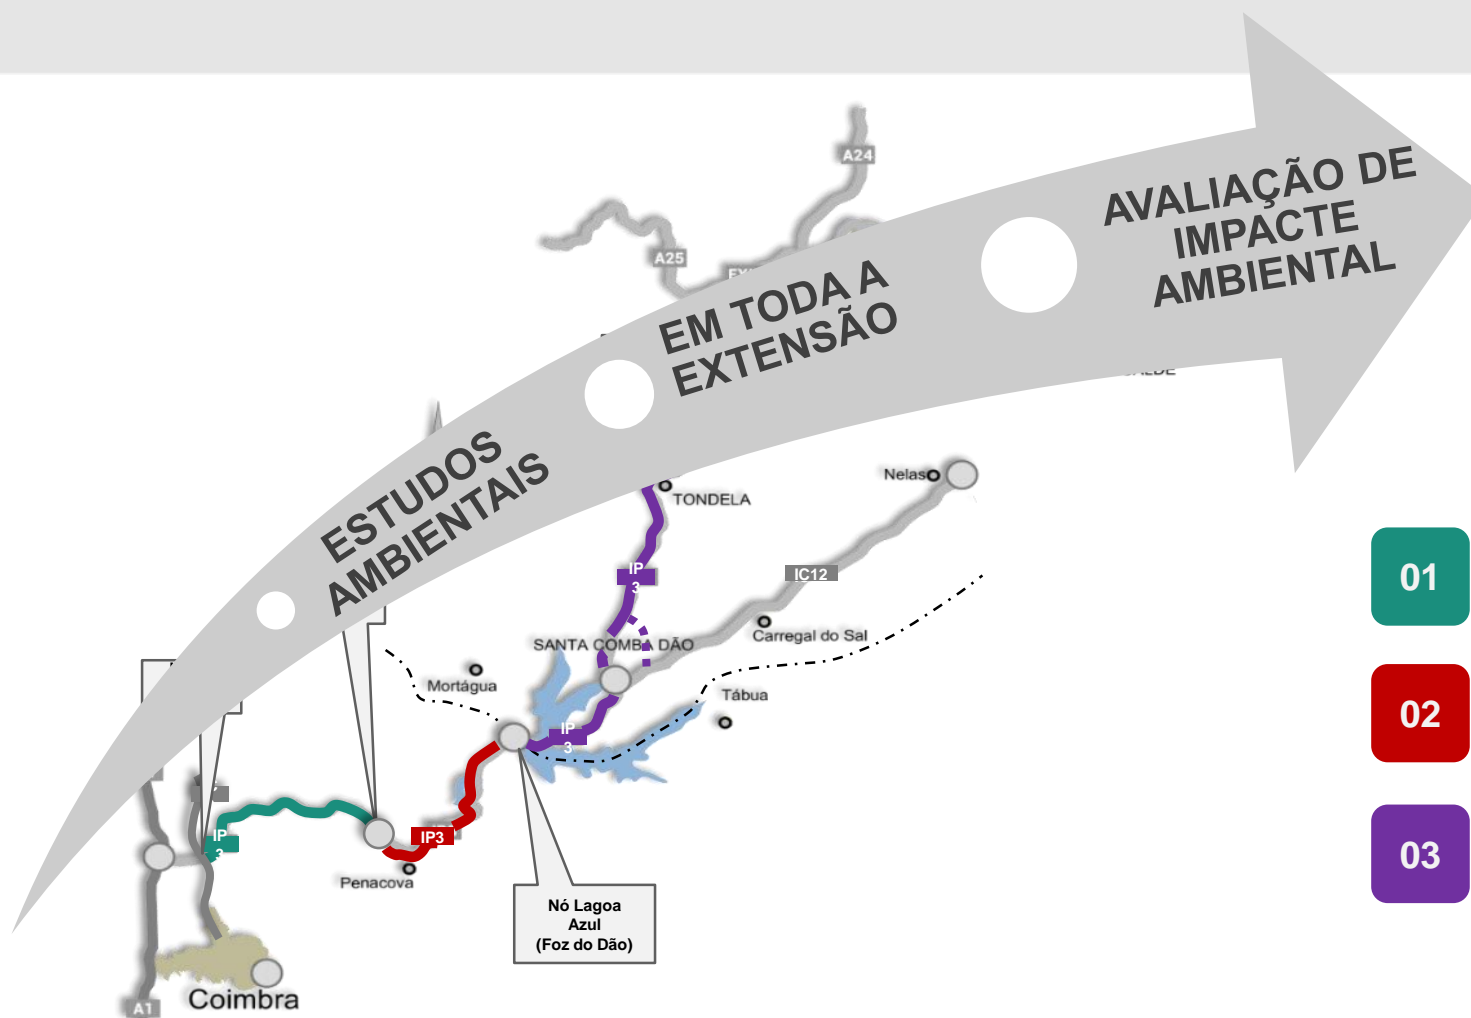 A24
A25
AVALIAÇÃO DE
IMPACTE
AMBIENTAL
EM TODA A
EXTENSÃO
ESTUDOS
AMBIENTAIS
Nelas
TONDELA
IP
3
IC12
SANTA COMBA DÃO
Carregal do Sal
Mortágua
Tábua
IP
3
IP
3
IP3
Penacova
Nó Lagoa
Azul
(Foz do Dão)
Coimbra
A1
01
02
03